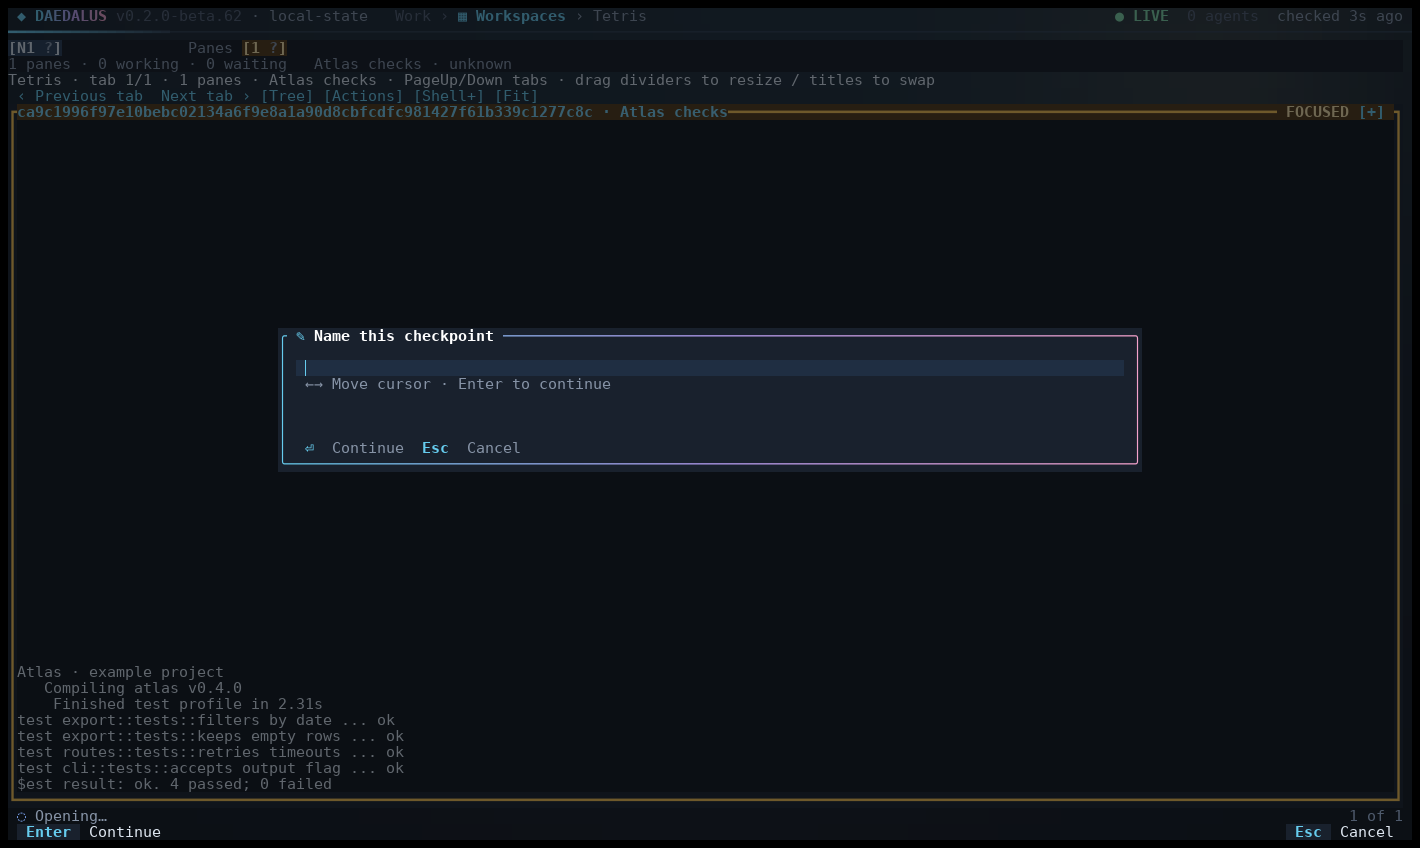 ◆ DAEDALUS v0.2.0-beta.62 · local-state Work › ▦ Workspaces › Tetris ● LIVE 0 agents checked 3s ago
[N1 ?] Panes [1 ?]
1 panes · 0 working · 0 waiting Atlas checks · unknown
Tetris · tab 1/1 · 1 panes · Atlas checks · PageUp/Down tabs · drag dividers to resize / titles to swap
‹ Previous tab Next tab › [Tree] [Actions] [Shell+] [Fit]
ca9c1996f97e10bebc02134a6f9e8a1a90d8cbfcdfc981427f61b339c1277c8c · Atlas checks FOCUSED [+]
✎ Name this checkpoint
←→ Move cursor · Enter to continue
⏎ Continue Esc Cancel
Atlas · example project
Compiling atlas v0.4.0
Finished test profile in 2.31s
test export::tests::filters by date ... ok
test export::tests::keeps empty rows ... ok
test routes::tests::retries timeouts ... ok
test cli::tests::accepts output flag ... ok
$est result: ok. 4 passed; 0 failed
◌ Opening… 1 of 1
Enter Continue Esc Cancel